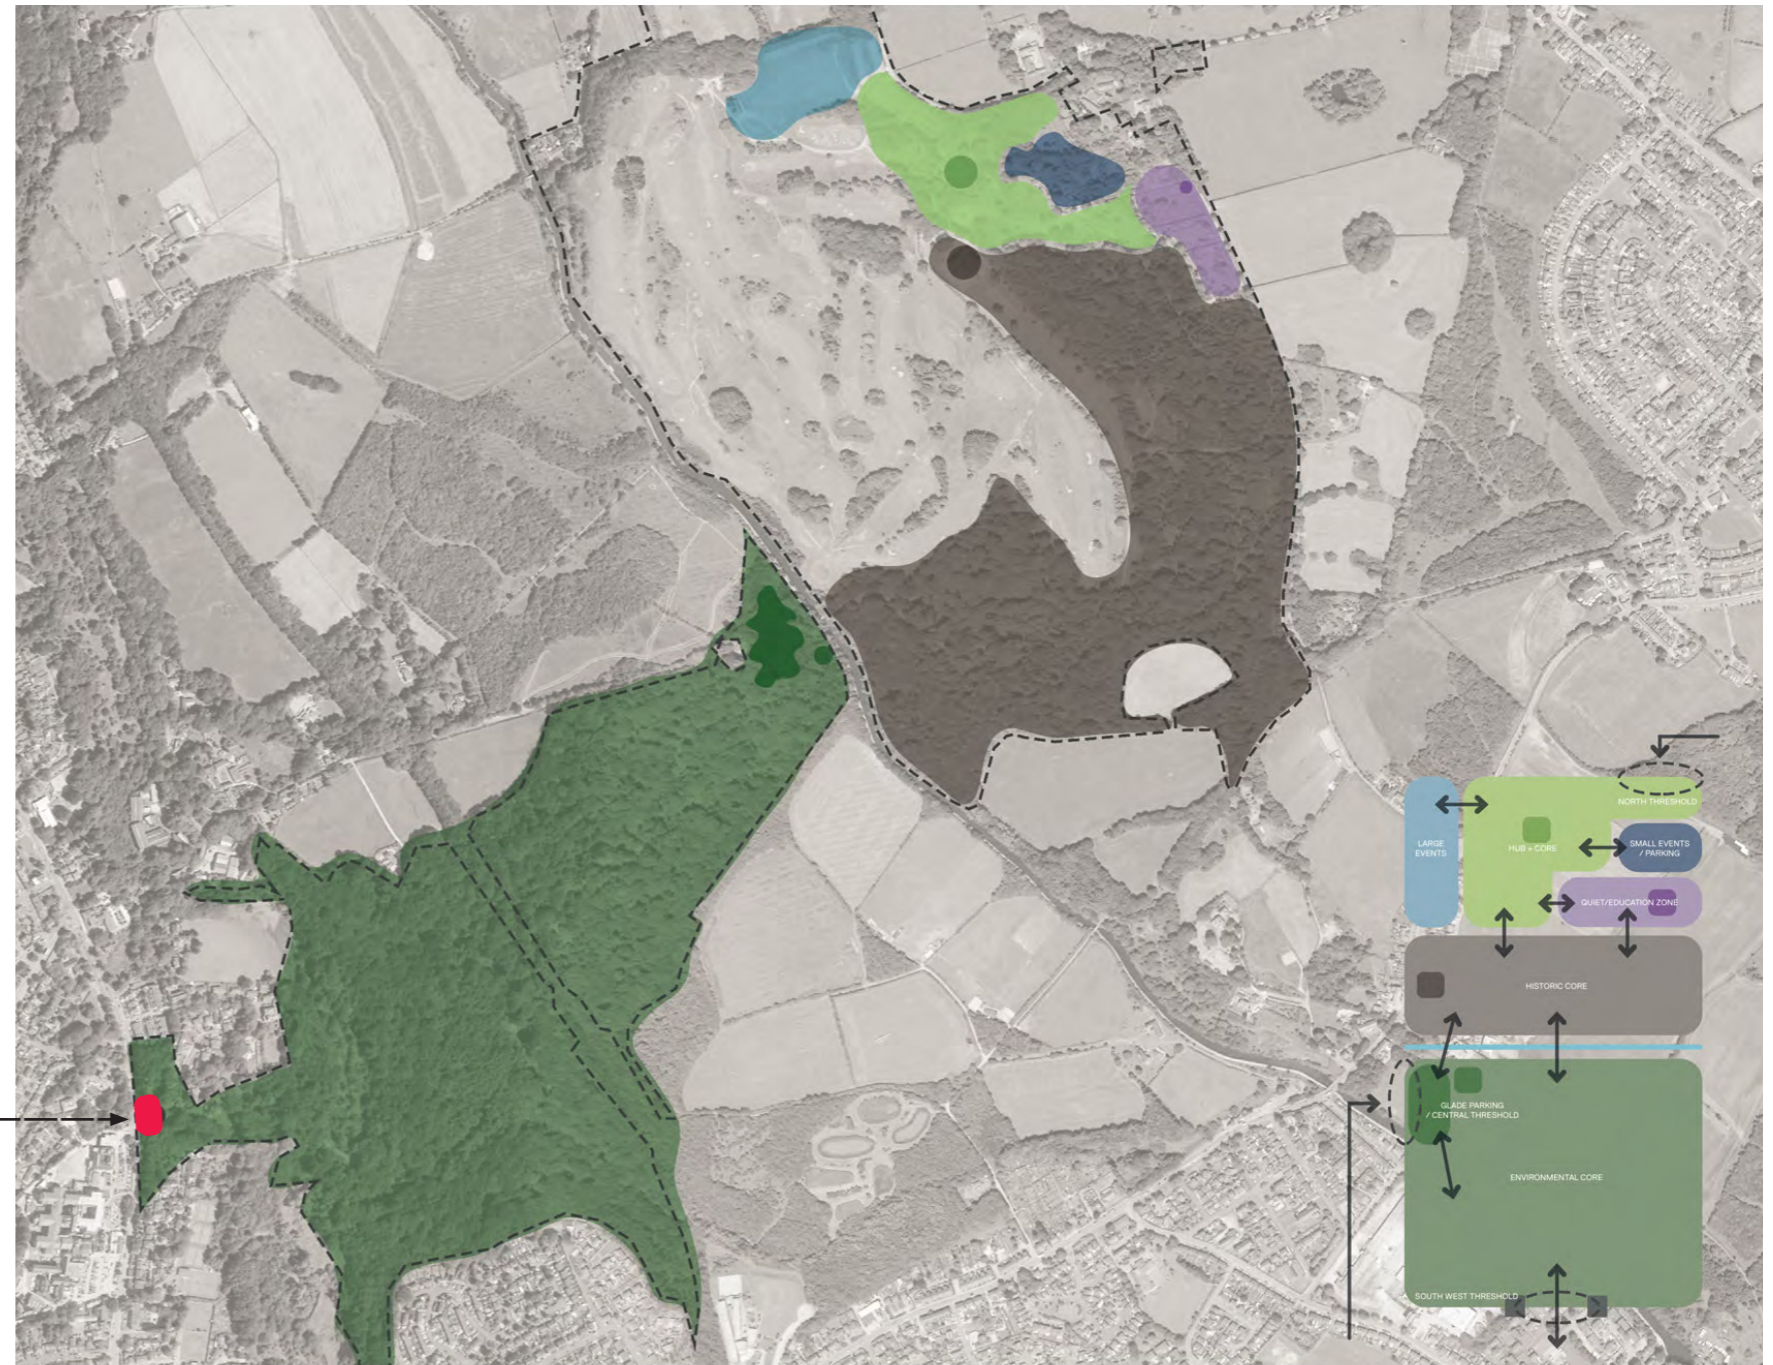 NORTH THRESHOLD
LARGE
EVENTS
HUB + CORE
SMALL EVENTS
/ PARKING
QUIET/EDUCATION ZONE
HISTORIC CORE
GLADE PARKING
/ CENTRAL THRESHOLD
ENVIRONMENTAL CORE
SOUTH WEST THRESHOLD